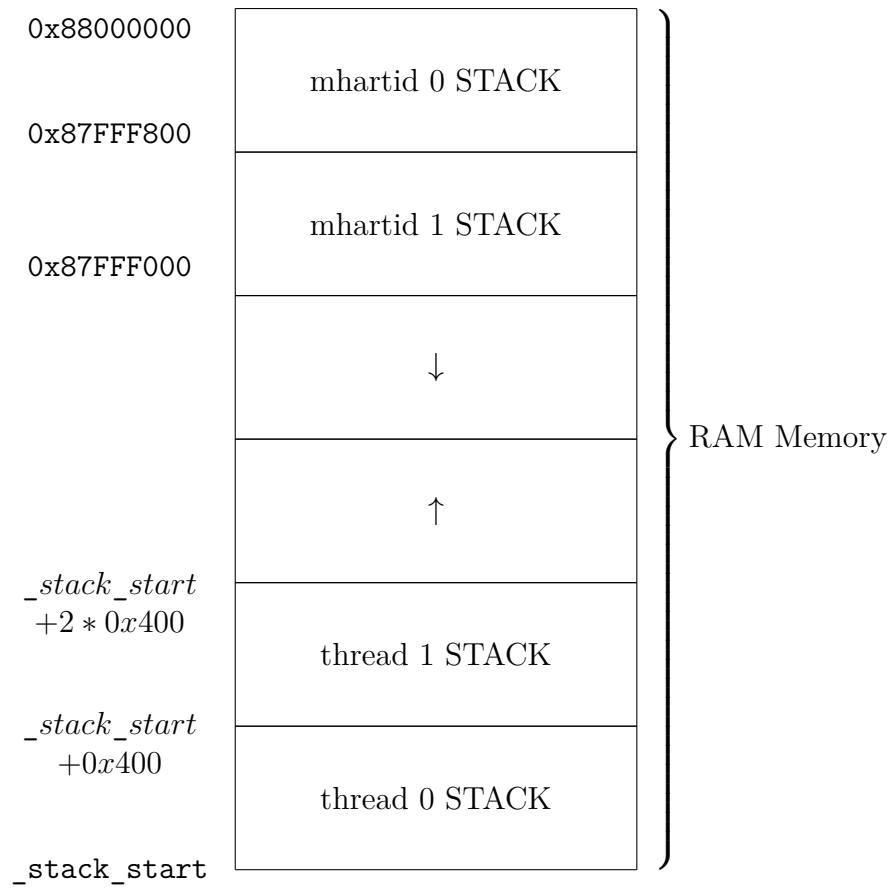 0x88000000
mhartid 0 STACK
0x87FFF800
mhartid 1 STACK
0x87FFF000
↓
RAM Memory
↑
_stack_start
+2 ∗ 0x400
thread 1 STACK
_stack_start
+0x400
thread 0 STACK
_stack_start